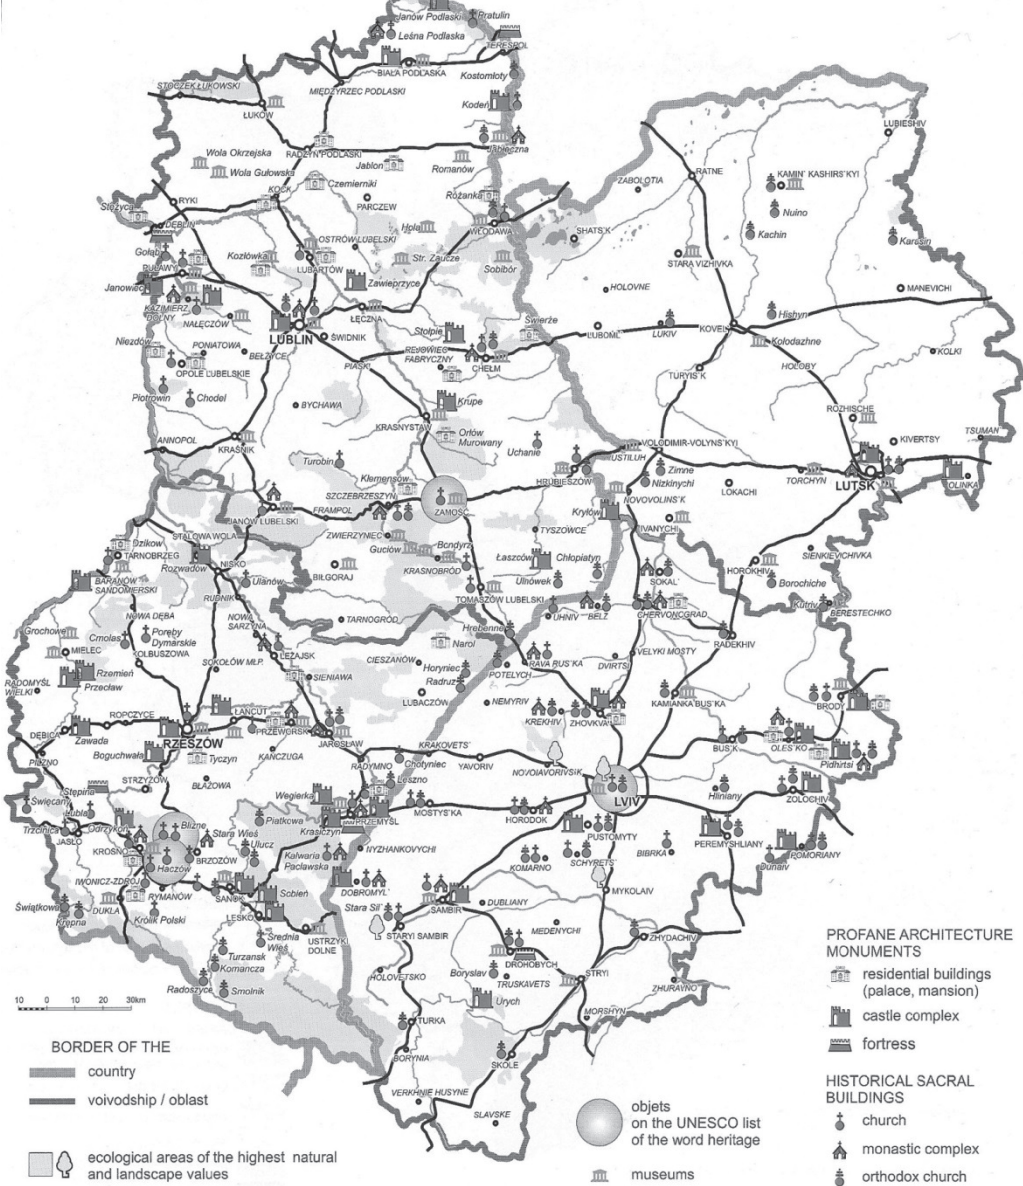 Janów Podlaski
Pratulin
Leśna Podlaska
TERESPOL
BIAŁA PODLASKA
Kostomłoty
STOCZEK ŁUKOWSKI
MIĘDZYRZEC PODLASKI
Kodeń
ŁUKÓW
LUBIESHIV
Jabłeczna
Wola Okrzejska
RADZYŃ PODLASKI
Wola Gułowska
Jabłoń
Romanów
RATNE
KAMIN' KASHIRS'KYI
ZABOLOTIA
Czemierniki
KOCK
Różanka
PARCZEW
RYKI
Stężyca
Nuino
DĘBLIN
Hola
WŁODAWA
Kachin
SHATS'K
Karasin
OSTRÓW LUBELSKI
Gołąb
Kozłówka
Str. Załucze
STARA VIZHIVKA
PUŁAWY
LUBARTÓW
Sobibór
Zawieprzyce
Janowiec
HOLOVNE
MANEVICHI
KAZIMIERZ
DOLNY
NAŁĘCZÓW
ŁĘCZNA
Hishyn
LUBLIN
ŚWIDNIK
Stołpie
Świerże
LUBOML'
LUKIV
KOVEL'
Kolodazhne
Niezdów
PONIATOWA
BEŁŻYCE
REJOWIEC
FABRYCZNY
CHEŁM
KOLKI
OPOLE LUBELSKIE
PIASKI
HOLOBY
TURYIS'K
Piotrowin
Chodel
BYCHAWA
Krupe
ROZHISCHE
KRASNYSTAW
Orłów
Murowany
TSUMAN
ANNOPOL
KRAŚNIK
Uchanie
KIVERTSY
VOLODIMIR-VOLYNS'KYI
USTILUH
Turobin
Zimne
Nizkinychi
TORCHYN
LUTSK
OLINKA
Klemensów
HRUBIESZÓW
LOKACHI
SZCZEBRZESZYN
NOVOVOLINS'K
JANÓW LUBELSKI
FRAMPOL
ZAMOŚĆ
Kryłów
IVANYCHI
STALOWA WOLA
ZWIERZYNIEC
TYSZOWCE
Dzików
TARNOBRZEG
Rozwadów
Guciów
Bondyrz
SIENKIEVICHIVKA
NISKO
BIŁGORAJ
KRASNOBRÓD
Łaszczów
Chłopiatyn
HOROKHIV
BARANÓW
SANDOMIERSKI
Ulanów
Ulhówek
SOKAL'
Borochiche
RUDNIK
TOMASZÓW LUBELSKI
UHNIV
BELZ
CHERVONOGRAD
Kutriv
BERESTECHKO
NOWA DĘBA
NOWA
SARZYNA
TARNOGRÓD
Hrebenne
Grochowe
Cmolas
Poręby
Dymarskie
RADEKHIV
MIELEC
KOLBUSZOWA
LEŻAJSK
Narol
CIESZANÓW
RAVA RUS'KA
VELYKI MOSTY
SOKOŁÓW MŁP.
Horyniec
DVIRTSI
RADOMYŚL
WIELKI
Rzemień
Przecław
SIENIAWA
Radruż
POTELYCH
LUBACZÓW
NEMYRIV
KAMIANKA BUS'KA
BRODY
ROPCZYCE
ŁAŃCUT
KREKHIV
ZHOVKVA
DĘBICA
Zawada
RZESZÓW
PRZEWORSK
JAROSŁAW
BUS'K
OLES'KO
PILZNO
Boguchwała
Tyczyn
KAŃCZUGA
KRAKOVETS'
Pidhirtsi
RADYMNO
Chotyniec
YAVORIV
NOVOIAVORIVS'K
STRZYŻÓW
BŁAŻOWA
Leszno
Stępina
Węgierka
LVIV
Hliniany
ZOLOCHIV
Święcany
Lubla
MOSTYS'KA
HORODOK
Trzcinica
Odrzykoń
Blizne
Piątkowa
PRZEMYŚL
Krasiczyn
JASŁO
Stara Wieś
PUSTOMYTY
PEREMYSHLIANY
KROSNO
Ulucz
NYZHANKOVYCHI
BIBRKA
POMORIANY
Haczów
BRZOZÓW
Kalwaria
Pacławska
KOMARNO
SCHYRETS'
Dunaiv
IWONICZ-ZDRÓJ
RYMANÓW
SANOK
Sobień
DOBROMYL'
MYKOLAIV
Świątkowa
DUKLA
Królik Polski
LESKO
Stara Sil'
SAMBIR
DUBLIANY
Krępna
Średnia
Wieś
USTRZYKI
DOLNE
STARYI SAMBIR
MEDENYCHI
ZHYDACHIV
Turzańsk
Komańcza
DROHOBYCH
HOLOVETSKO
Boryslav
TRUSKAVETS
STRYI
Radoszyce
Smolnik
Urych
ZHURAVNO
MORSHYN
TURKA
BORYNIA
SKOLE
VERKHNIE HUSYNE
SLAVSKE
10 0 10 20 30km
BORDER OF THE
country
voivodship / oblast
ecological areas of the highest natural
and landscape values
objets
on the UNESCO list
of the word heritage
museums
PROFANE ARCHITECTURE
MONUMENTS
residential buildings
(palace, mansion)
castle complex
fortress
HISTORICAL SACRAL
BUILDINGS
church
monastic complex
orthodox church